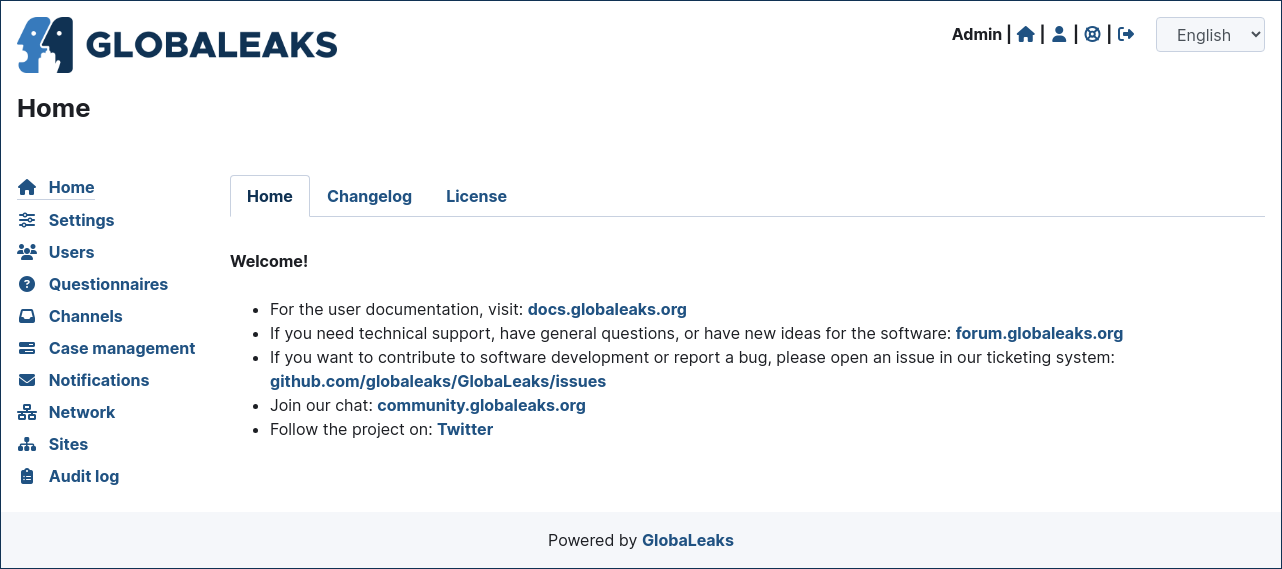 GLOBALEAKS
Admin | | | |
English
Home
Home
Settings
Users
Questionnaires
Channels
Case management
Notifications
Network
Sites
Audit log
Home Changelog License
Welcome!
• For the user documentation, visit: docs.globaleaks.org
• If you need technical support, have general questions, or have new ideas for the software: forum.globaleaks.org
• If you want to contribute to software development or report a bug, please open an issue in our ticketing system:
github.com/globaleaks/GlobaLeaks/issues
• Join our chat: community.globaleaks.org
• Follow the project on: Twitter
Powered by GlobaLeaks